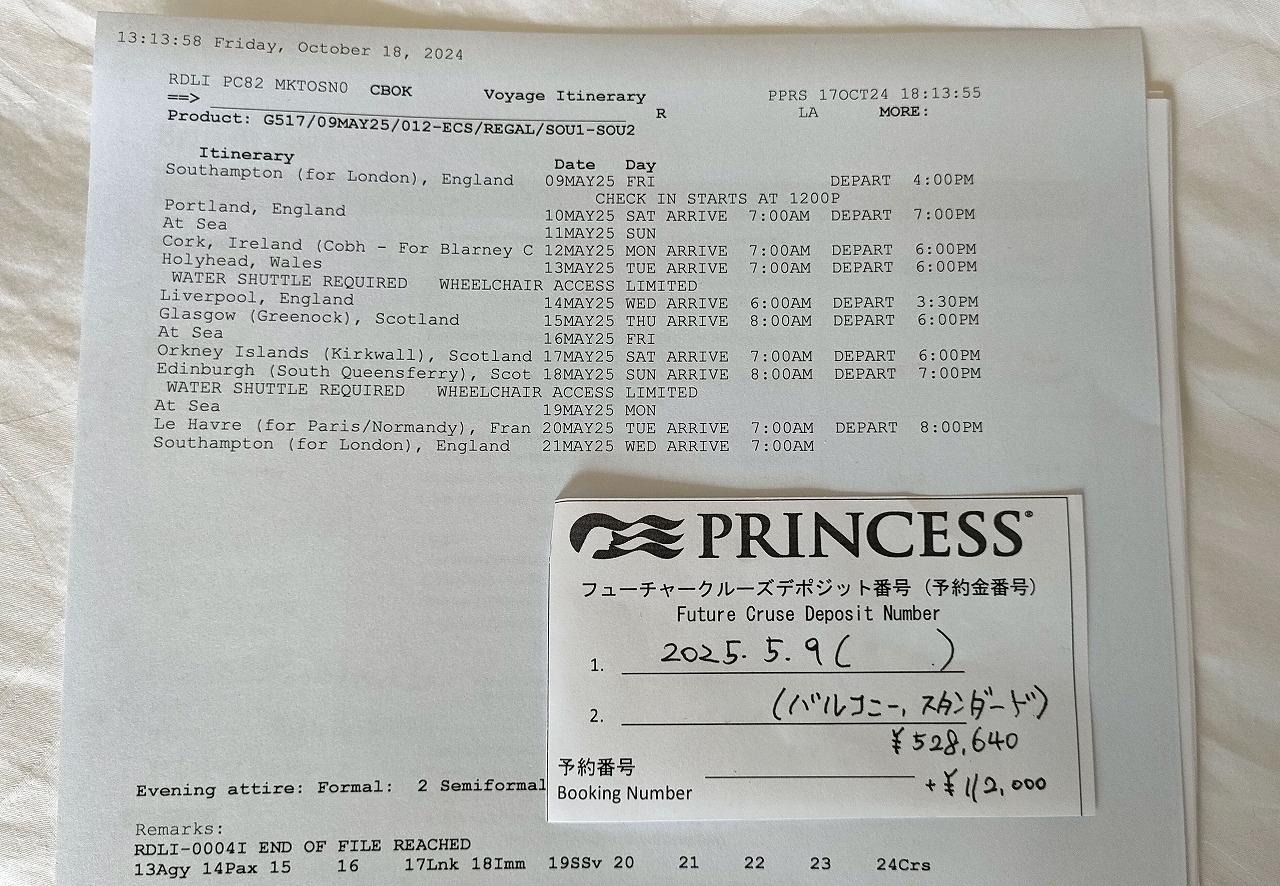 13:13:58 Friday, October 18, 2024
RDLI PC82 MKTOSN0 CBOK Voyage Itinerary PPRS 17OCT24 18:13:55
==> R LA MORE:
Product: G517/09MAY25/012-ECS/REGAL/SOU1-SOU2
Itinerary Date Day
Southampton (for London), England 09MAY25 FRI DEPART 4:00PM
CHECK IN STARTS AT 1200P
Portland, England 10MAY25 SAT ARRIVE 7:00AM DEPART 7:00PM
At Sea 11MAY25 SUN
Cork, Ireland (Cobh - For Blarney C 12MAY25 MON ARRIVE 7:00AM DEPART 6:00PM
Holyhead, Wales 13MAY25 TUE ARRIVE 7:00AM DEPART 6:00PM
WATER SHUTTLE REQUIRED WHEELCHAIR ACCESS LIMITED
Liverpool, England 14MAY25 WED ARRIVE 6:00AM DEPART 3:30PM
Glasgow (Greenock), Scotland 15MAY25 THU ARRIVE 8:00AM DEPART 6:00PM
At Sea 16MAY25 FRI
Orkney Islands (Kirkwall), Scotland 17MAY25 SAT ARRIVE 7:00AM DEPART 6:00PM
Edinburgh (South Queensferry), Scot 18MAY25 SUN ARRIVE 8:00AM DEPART 7:00PM
WATER SHUTTLE REQUIRED WHEELCHAIR ACCESS LIMITED
At Sea 19MAY25 MON
Le Havre (for Paris/Normandy), Fran 20MAY25 TUE ARRIVE 7:00AM DEPART 8:00PM
Southampton (for London), England 21MAY25 WED ARRIVE 7:00AM
PRINCESS®
フューチャークルーズデポジット番号（予約金番号）
Future Cruse Deposit Number
1. 2025.5.9( )
2. (バルコニー, スタンダード)
¥528,640
予約番号
Booking Number +¥112,000
Evening attire: Formal: 2 Semiformal
Remarks:
RDLI-0004I END OF FILE REACHED
13Agy 14Pax 15 16 17Lnk 18Imm 19SSv 20 21 22 23 24Crs